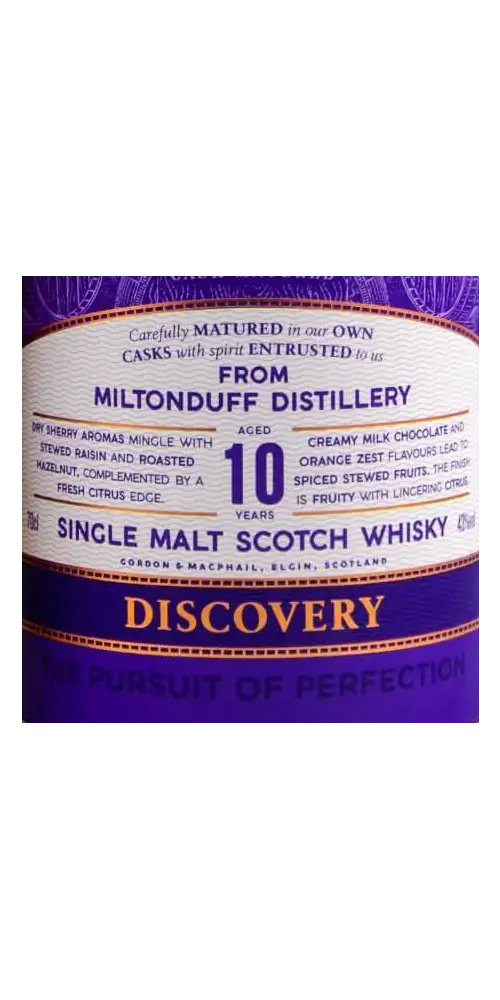 Carefully MATURED in our OWN
CASKS with spirit ENTRUSTED to us
FROM
MILTONDUFF DISTILLERY
DRY SHERRY AROMAS MINGLE WITH
STEWED RAISIN AND ROASTED
HAZELNUT, COMPLEMENTED BY A
FRESH CITRUS EDGE.
AGED
10
YEARS
CREAMY MILK CHOCOLATE AND
ORANGE ZEST FLAVOURS LEAD TO
SPICED STEWED FRUITS. THE FINISH
IS FRUITY WITH LINGERING CITRUS.
70cl
SINGLE MALT SCOTCH WHISKY
43%vol
GORDON & MACPHAIL, ELGIN, SCOTLAND
DISCOVERY
THE PURSUIT OF PERFECTION